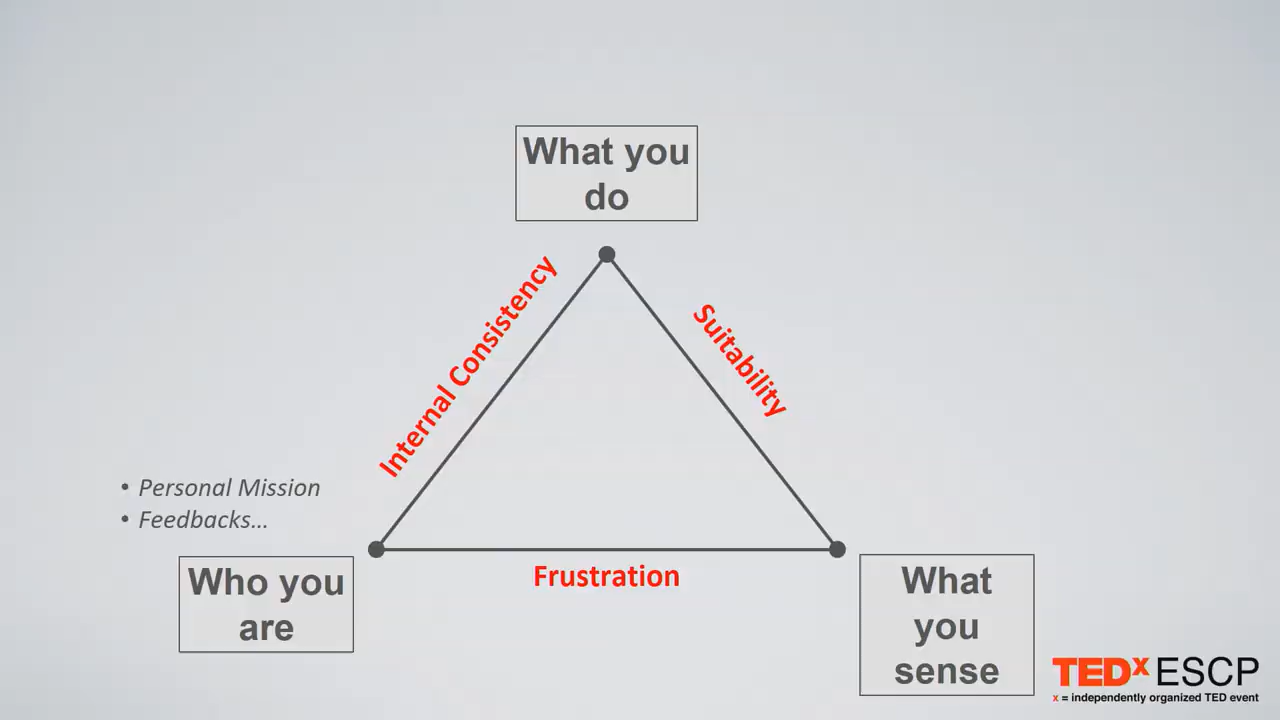 What you
do
Internal Consistency
Suitability
• Personal Mission
• Feedbacks...
Who you
are
Frustration
What
you
sense
TEDx ESCP
x = independently organized TED event